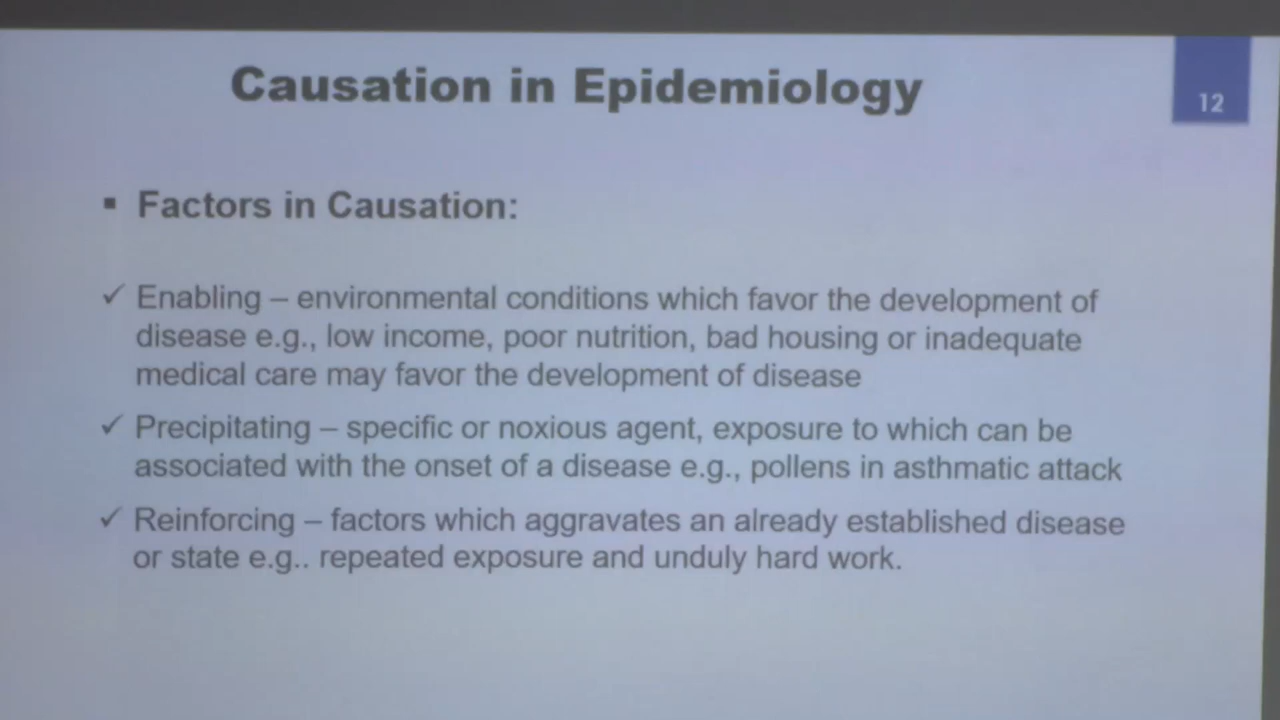 Causation in Epidemiology
12
▪ Factors in Causation:
✓ Enabling – environmental conditions which favor the development of
disease e.g., low income, poor nutrition, bad housing or inadequate
medical care may favor the development of disease
✓ Precipitating – specific or noxious agent, exposure to which can be
associated with the onset of a disease e.g., pollens in asthmatic attack
✓ Reinforcing – factors which aggravates an already established disease
or state e.g.. repeated exposure and unduly hard work.